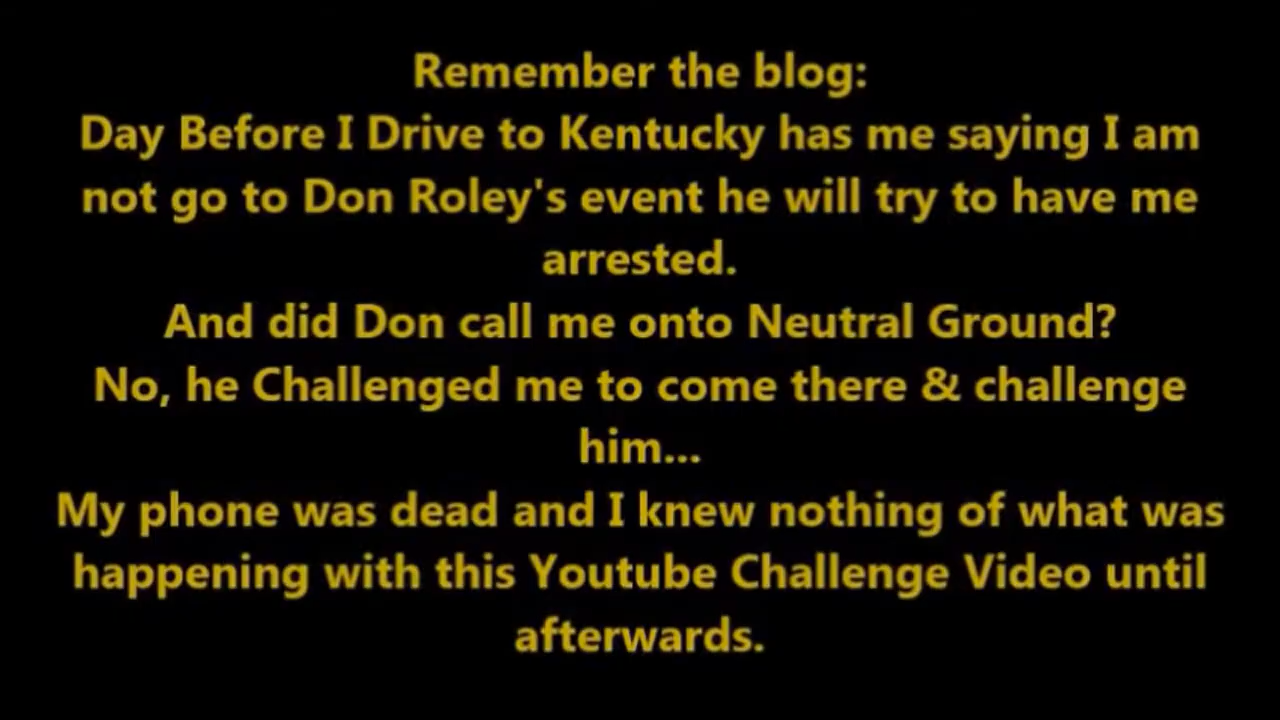 Remember the blog:
Day Before I Drive to Kentucky has me saying I am
not go to Don Roley's event he will try to have me
arrested.
And did Don call me onto Neutral Ground?
No, he Challenged me to come there & challenge
him...
My phone was dead and I knew nothing of what was
happening with this Youtube Challenge Video until
afterwards.